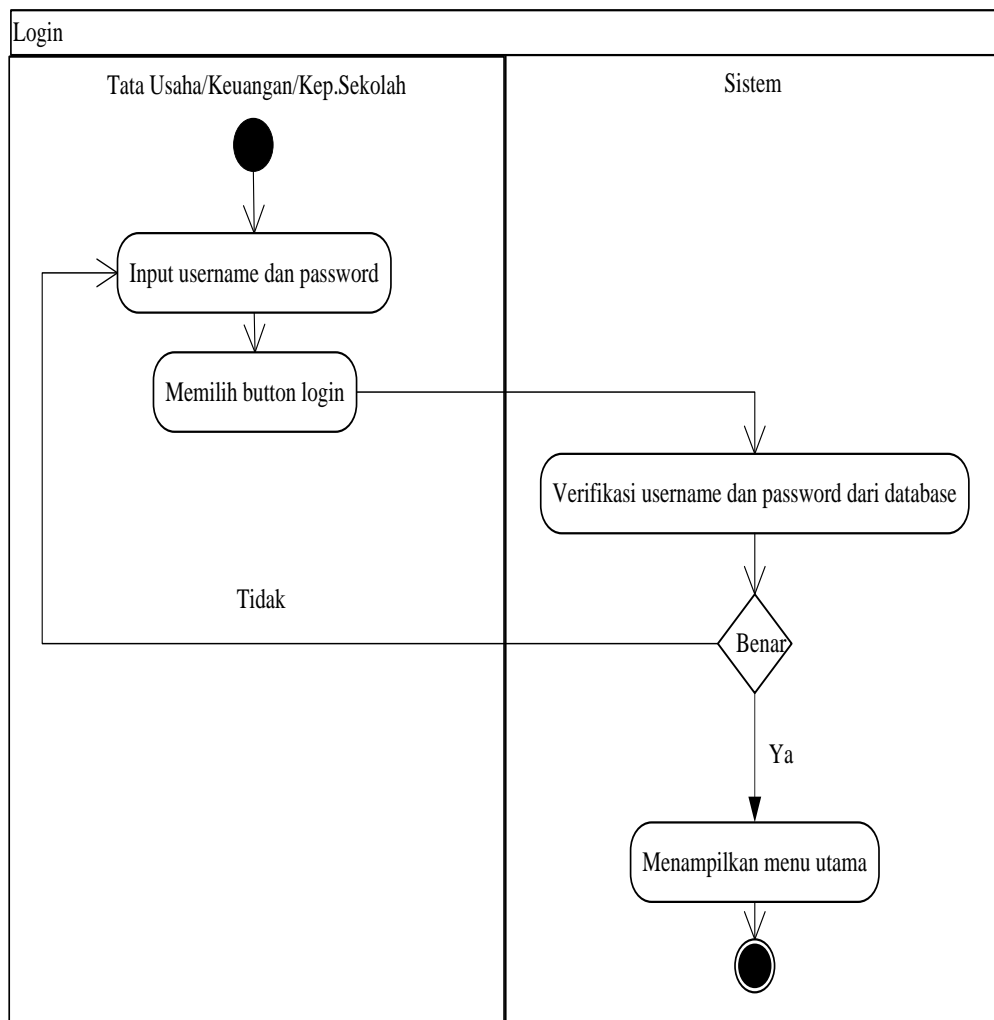 Login
Tata Usaha/Keuangan/Kep.Sekolah
Sistem
Input username dan password
Memilih button login
Verifikasi username dan password dari database
Tidak
Benar
Ya
Menampilkan menu utama